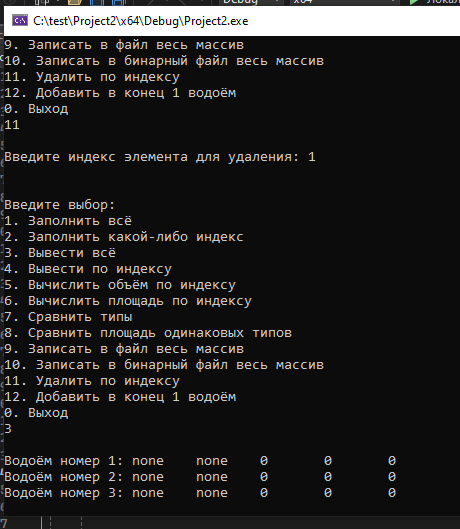 C:\test\Project2\x64\Debug\Project2.exe
9. Записать в файл весь массив
10. Записать в бинарный файл весь массив
11. Удалить по индексу
12. Добавить в конец 1 водоём
0. Выход
11
Введите индекс элемента для удаления: 1
Введите выбор:
1. Заполнить всё
2. Заполнить какой-либо индекс
3. Вывести всё
4. Вывести по индексу
5. Вычислить объём по индексу
6. Вычислить площадь по индексу
7. Сравнить типы
8. Сравнить площадь одинаковых типов
9. Записать в файл весь массив
10. Записать в бинарный файл весь массив
11. Удалить по индексу
12. Добавить в конец 1 водоём
0. Выход
3
Водоём номер 1: none none 0 0 0
Водоём номер 2: none none 0 0 0
Водоём номер 3: none none 0 0 0